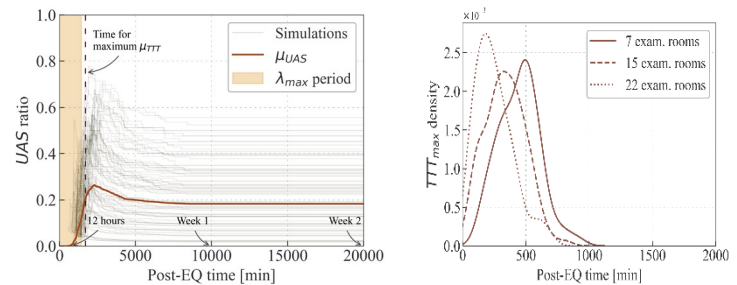 1.0
0.8
0.6
0.4
0.2
0.0
UAS ratio
Time for
maximum μTTT
Simulations
μUAS
λmax period
12 hours
Week 1
Week 2
0
5000
10000
15000
20000
Post-EQ time [min]
2.5
2.0
1.5
1.0
0.5
0.0
TTTmax density
7 exam. rooms
15 exam. rooms
22 exam. rooms
0
500
1000
1500
2000
Post-EQ time [min]